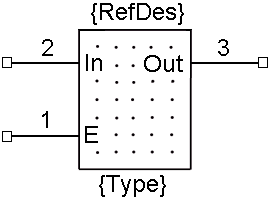 {RefDes}
2 In Out 3
1 E
{Type}